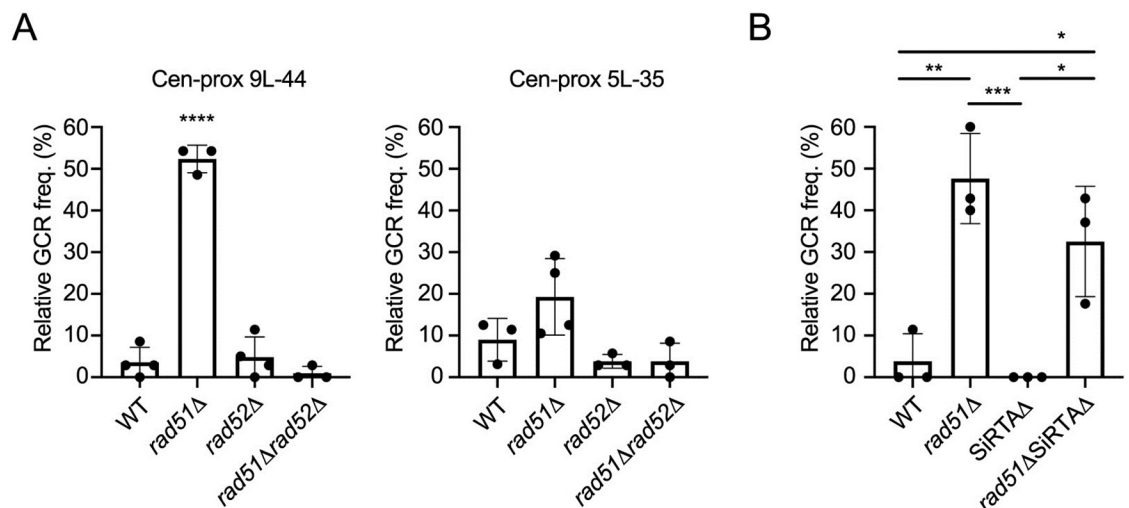 A
B
Cen-prox 9L-44
Cen-prox 5L-35
Relative GCR freq. (%)
60
50
40
30
20
10
0
****
WT
rad51Δ
rad52Δ
rad51Δrad52Δ
Relative GCR freq. (%)
60
50
40
30
20
10
0
WT
rad51Δ
rad52Δ
rad51Δrad52Δ
*
**
*
***
Relative GCR freq. (%)
60
50
40
30
20
10
0
WT
rad51Δ
SiRTAΔ
rad51ΔSiRTAΔ